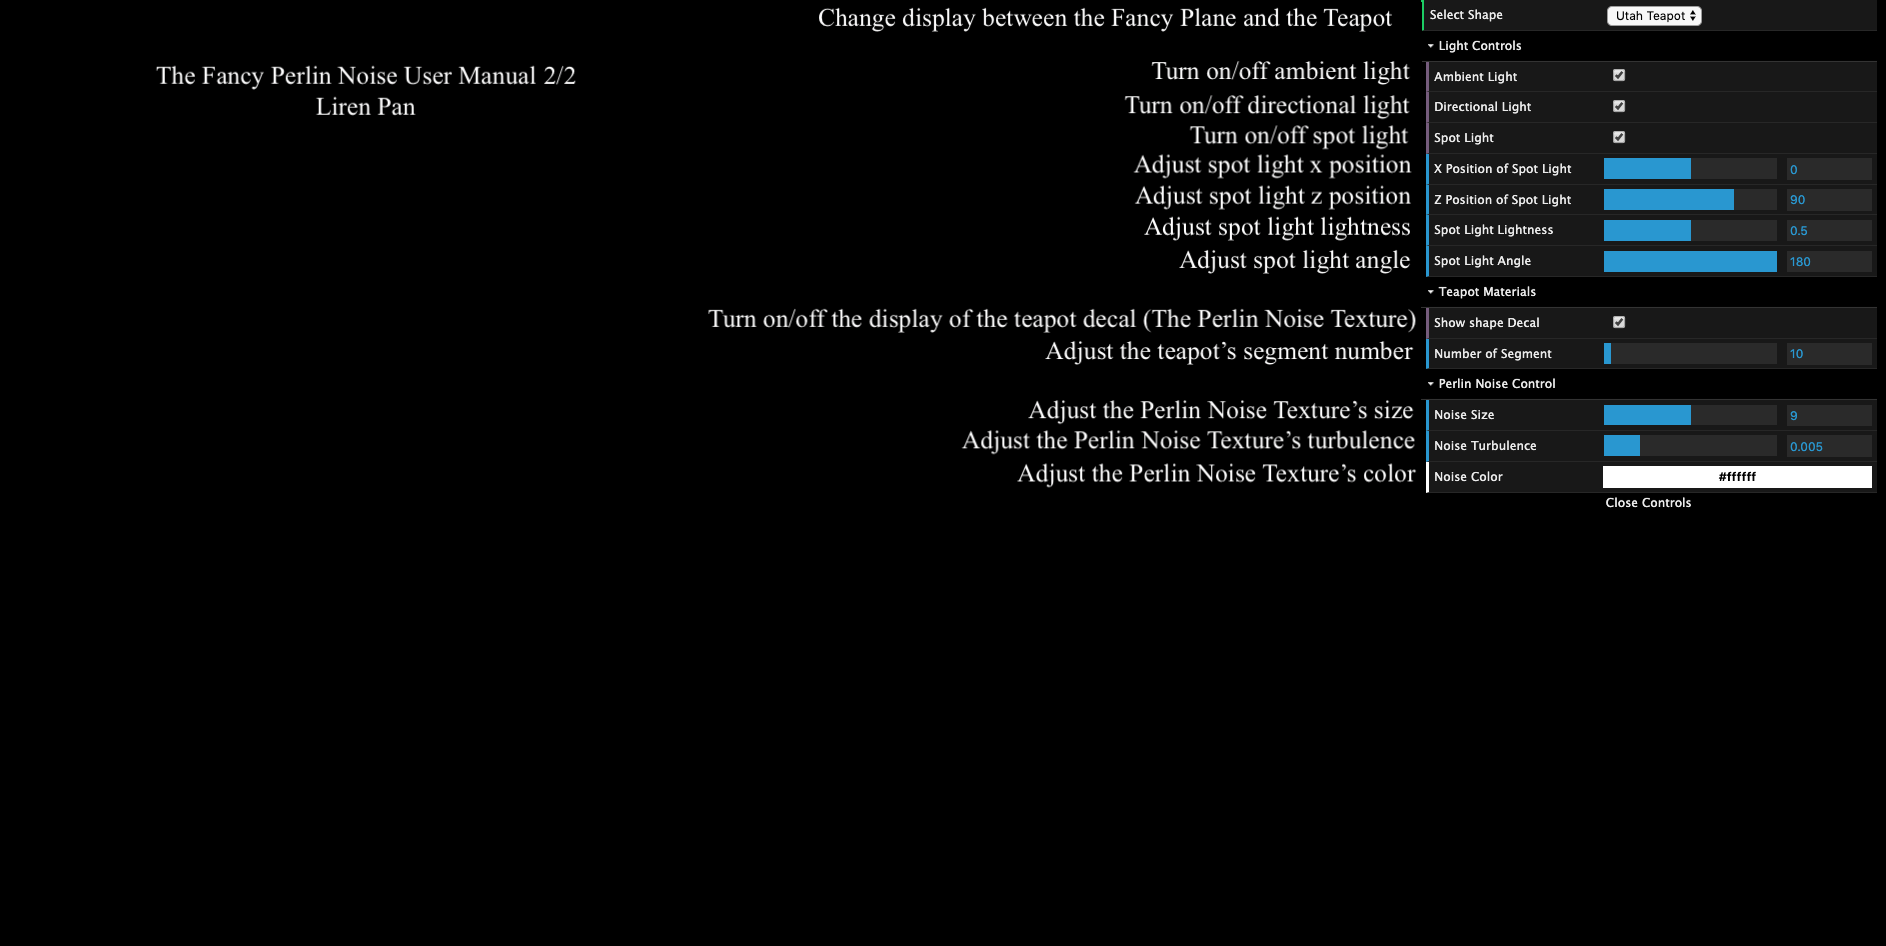 The Fancy Perlin Noise User Manual 2/2
Liren Pan
Change display between the Fancy Plane and the Teapot
Select Shape Utah Teapot
Light Controls
Turn on/off ambient light
Ambient Light
Turn on/off directional light
Directional Light
Turn on/off spot light
Spot Light
Adjust spot light x position
X Position of Spot Light 0
Adjust spot light z position
Z Position of Spot Light 90
Adjust spot light lightness
Spot Light Lightness 0.5
Adjust spot light angle
Spot Light Angle 180
Teapot Materials
Turn on/off the display of the teapot decal (The Perlin Noise Texture)
Show shape Decal
Adjust the teapot’s segment number
Number of Segment 10
Perlin Noise Control
Adjust the Perlin Noise Texture’s size
Noise Size 9
Adjust the Perlin Noise Texture’s turbulence
Noise Turbulence 0.005
Adjust the Perlin Noise Texture’s color
Noise Color #ffffff
Close Controls